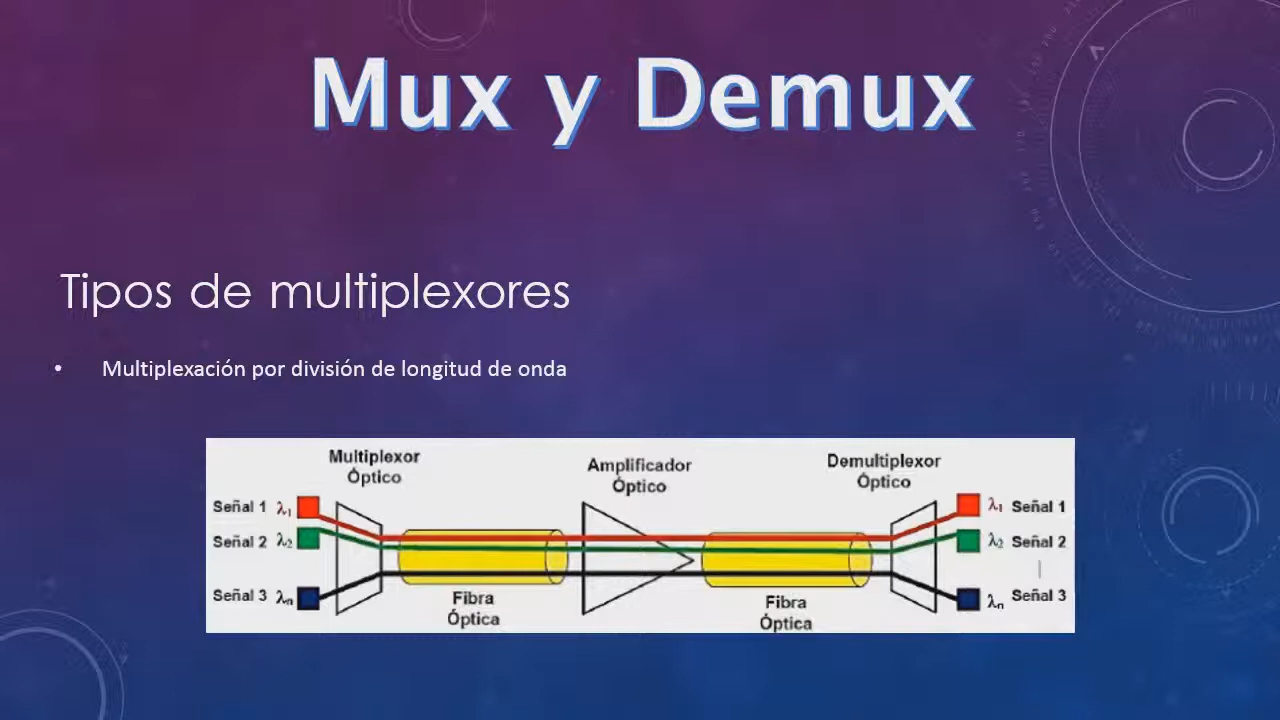 Mux y Demux
Tipos de multiplexores
• Multiplexación por división de longitud de onda
Multiplexor
Óptico
Amplificador
Óptico
Demultiplexor
Óptico
Señal 1 λ1
Señal 2 λ2
Señal 3 λn
λ1 Señal 1
λ2 Señal 2
λn Señal 3
Fibra
Óptica
Fibra
Óptica